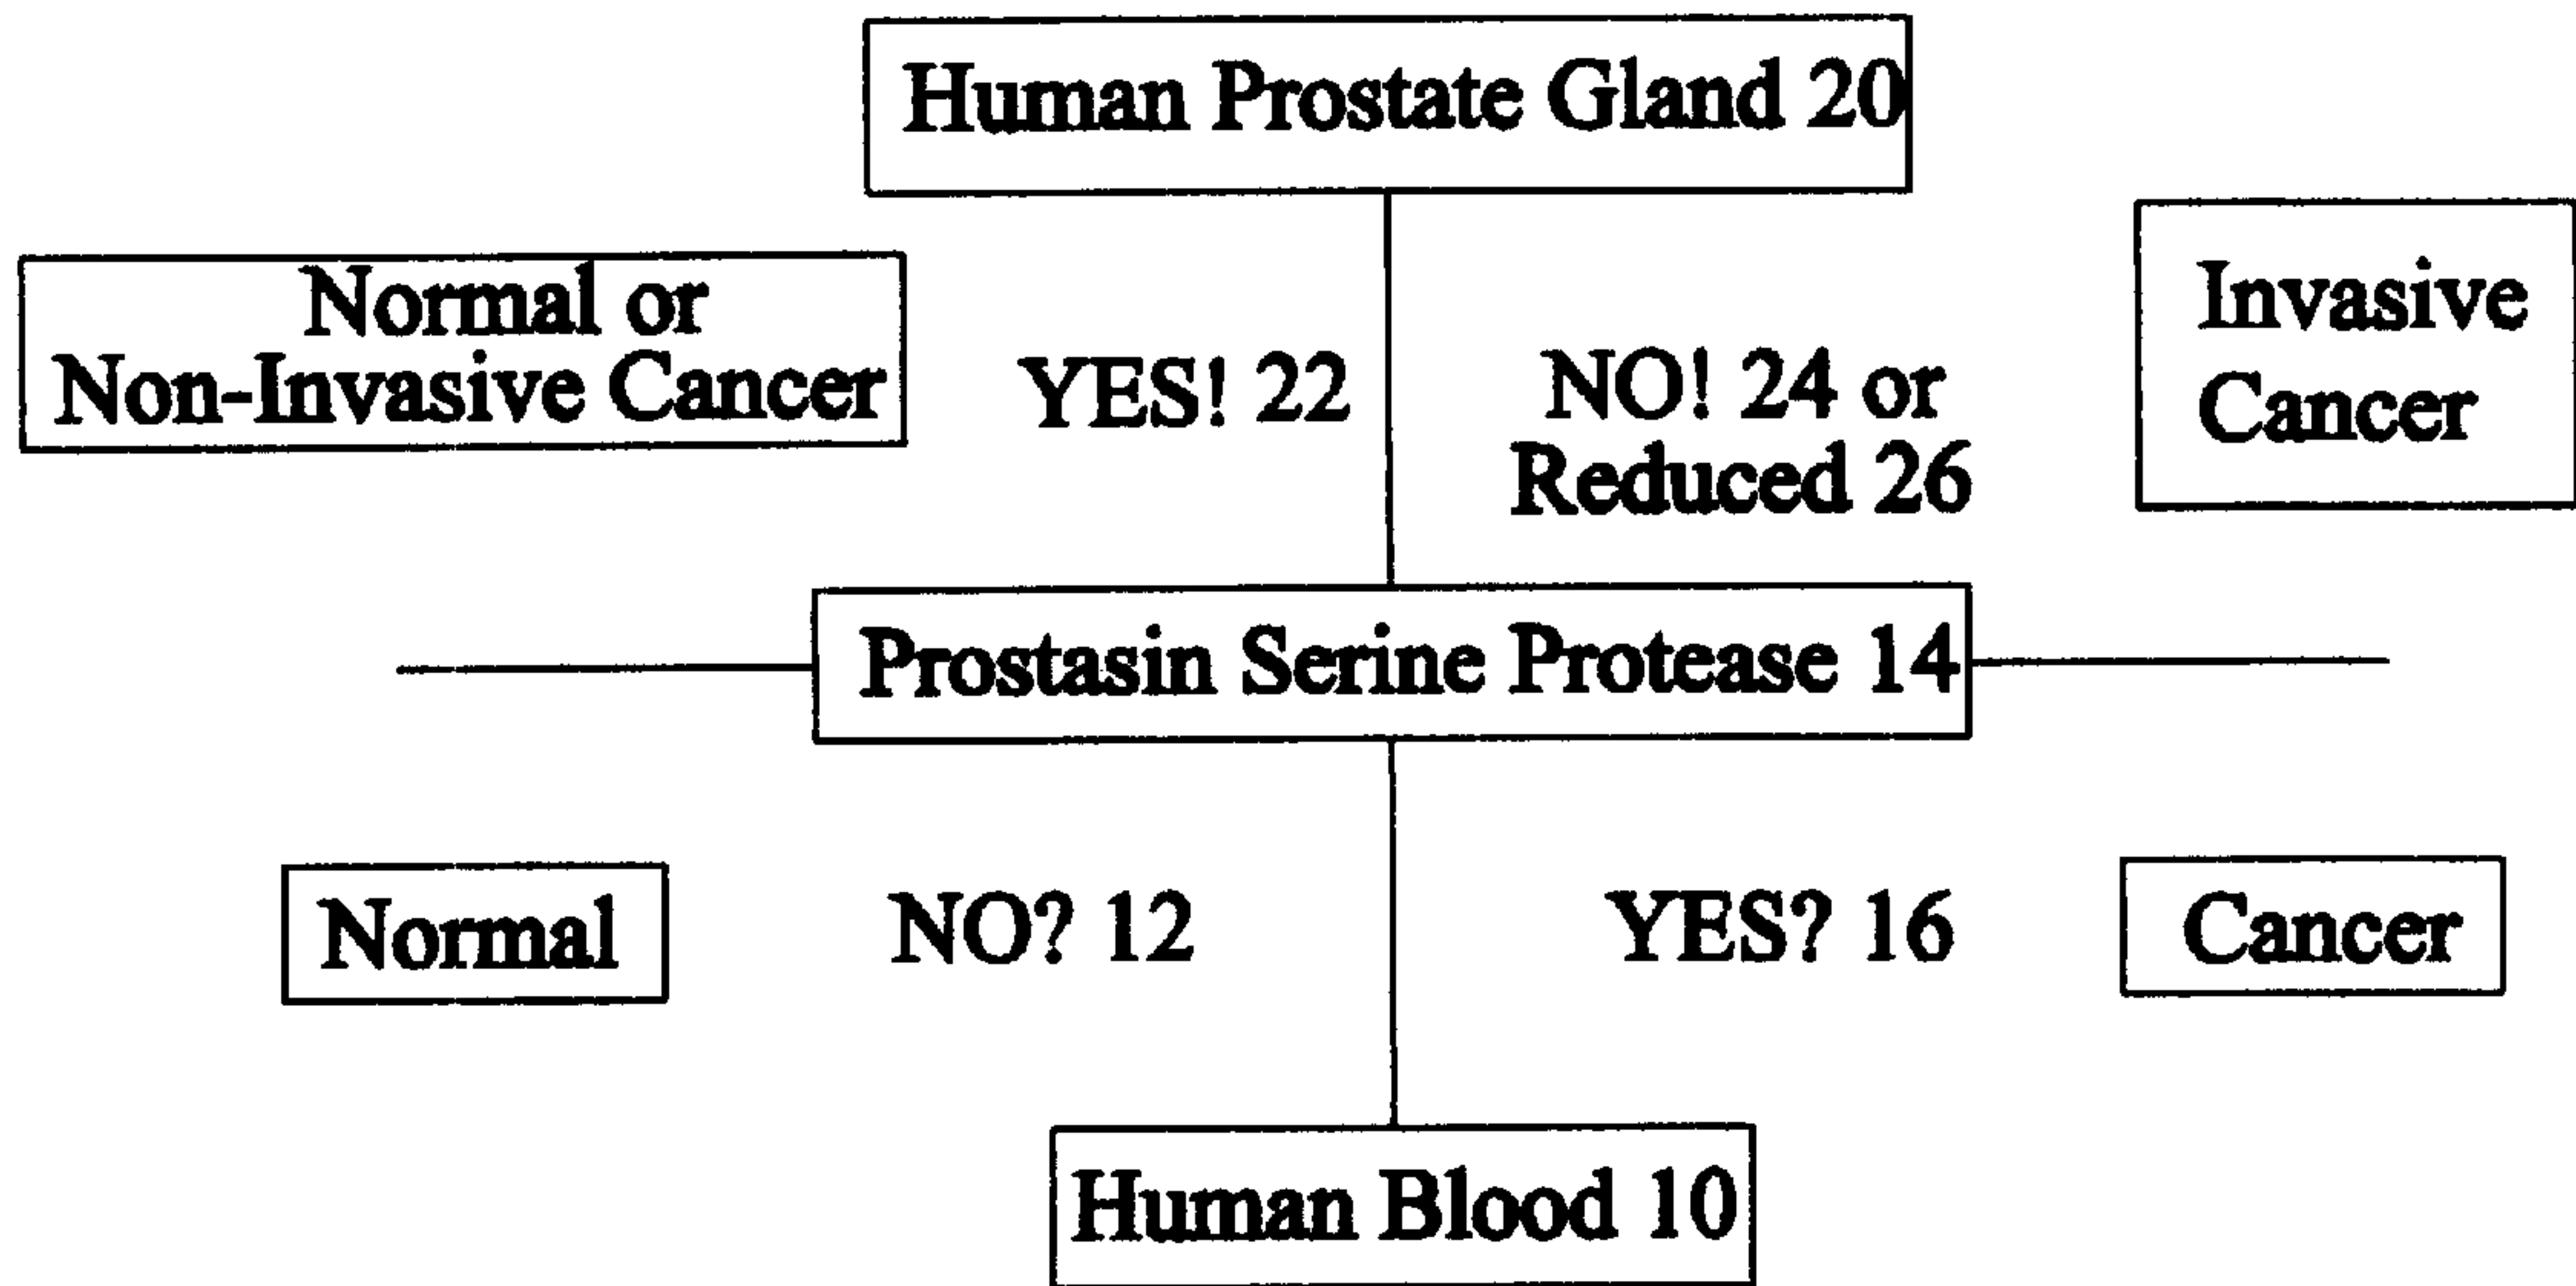 Human Prostate Gland 20
Normal or
Non-Invasive Cancer
YES! 22
NO! 24 or
Reduced 26
Invasive
Cancer
Prostasin Serine Protease 14
Normal
NO? 12
YES? 16
Cancer
Human Blood 10